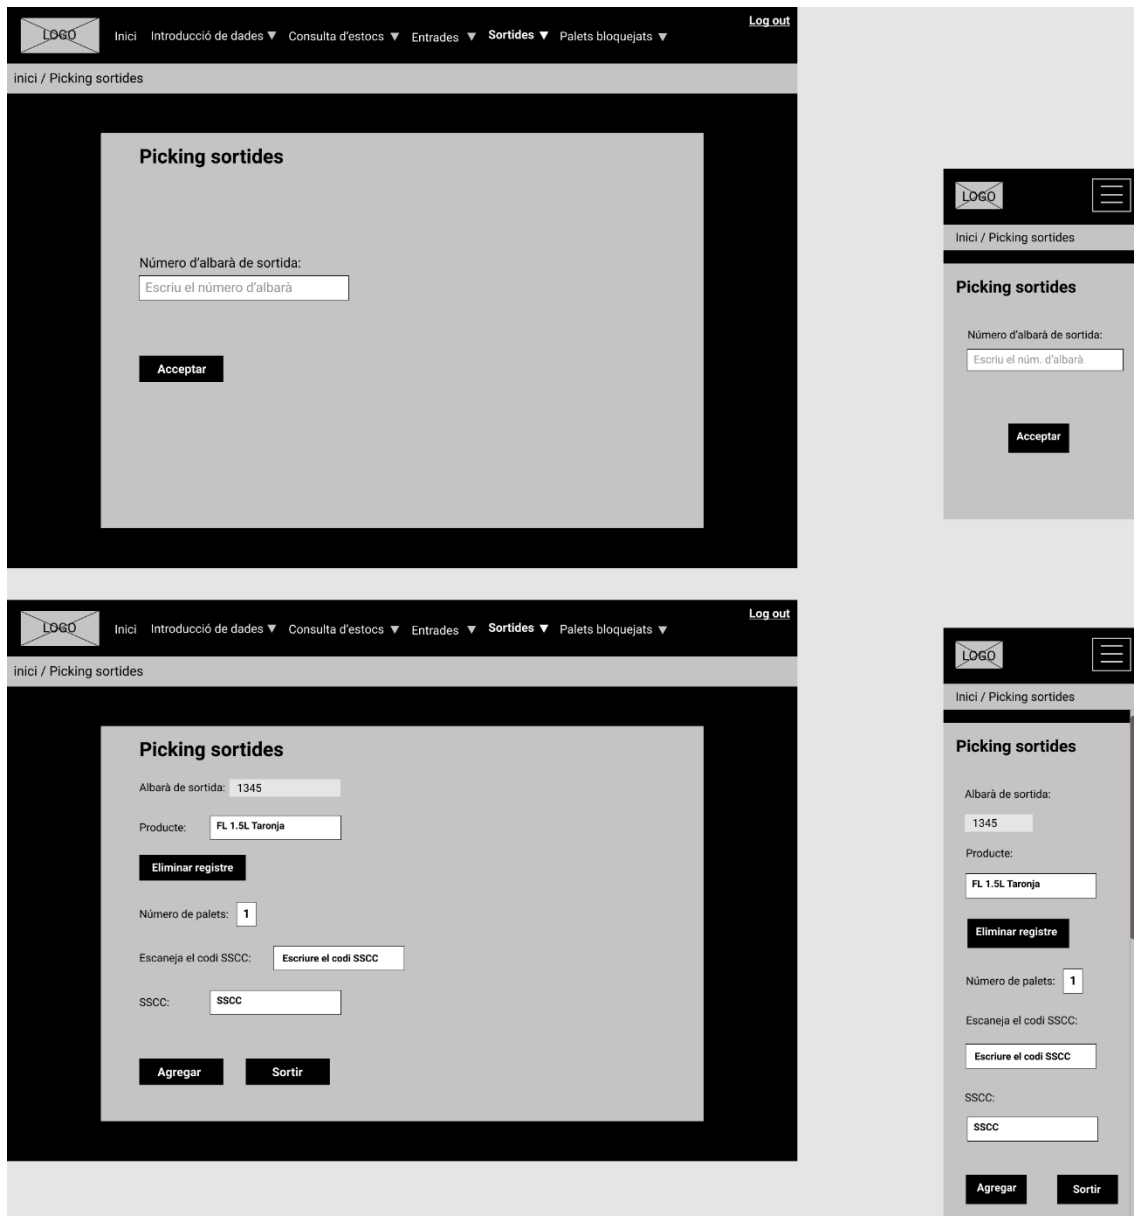 Log out
LOGO Inici Introducció de dades ▼ Consulta d'estocs ▼ Entrades ▼ Sortides ▼ Palets bloquejats ▼
inici / Picking sortides
Picking sortides
Número d'albarà de sortida:
Escriu el número d'albarà
Acceptar
LOGO
Inici / Picking sortides
Picking sortides
Número d'albarà de sortida:
Escriu el núm. d'albarà
Acceptar
Log out
LOGO Inici Introducció de dades ▼ Consulta d'estocs ▼ Entrades ▼ Sortides ▼ Palets bloquejats ▼
inici / Picking sortides
Picking sortides
Albarà de sortida: 1345
Producte: FL 1.5L Taronja
Eliminar registre
Número de palets: 1
Escaneja el codi SSCC: Escriure el codi SSCC
SSCC: SSCC
Agregar Sortir
LOGO
Inici / Picking sortides
Picking sortides
Albarà de sortida:
1345
Producte:
FL 1.5L Taronja
Eliminar registre
Número de palets: 1
Escaneja el codi SSCC:
Escriure el codi SSCC
SSCC:
SSCC
Agregar Sortir